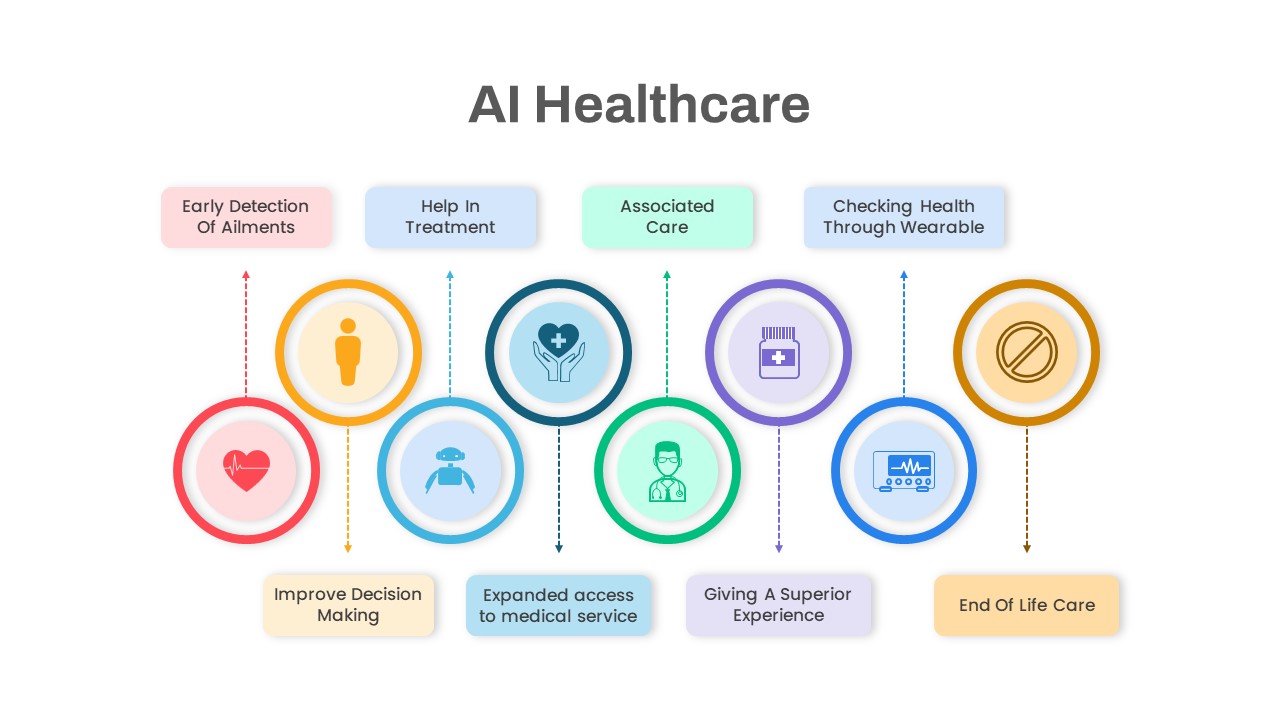 AI Healthcare
Early Detection
Of Ailments
Help In
Treatment
Associated
Care
Checking Health
Through Wearable
Improve Decision
Making
Expanded access
to medical service
Giving A Superior
Experience
End Of Life Care